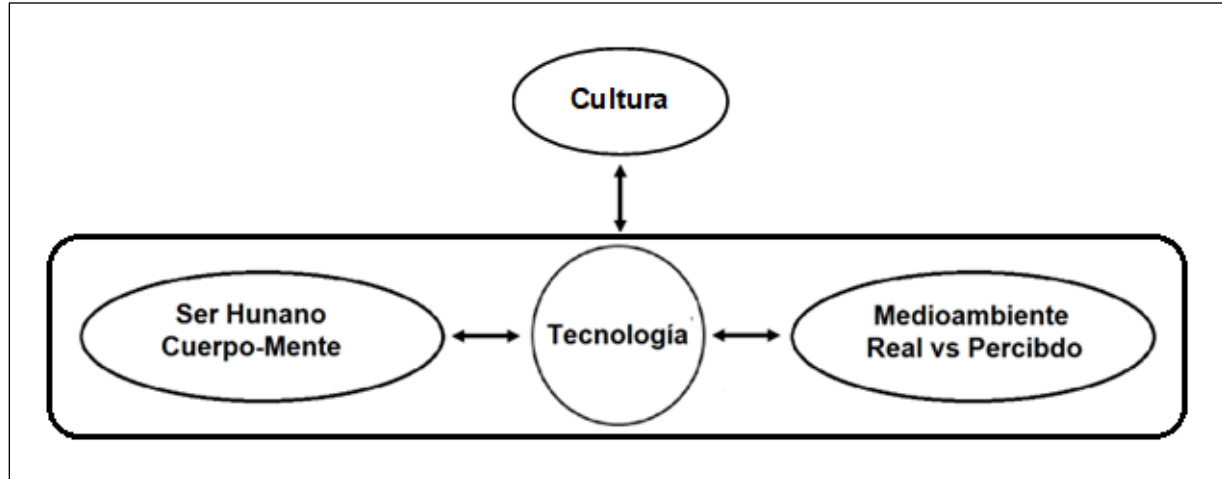 Cultura
Ser Hunano
Cuerpo-Mente
Tecnología
Medioambiente
Real vs Percibdo